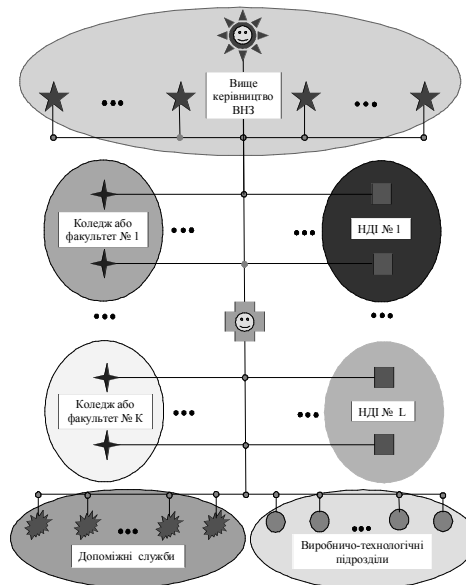 Вище
керівництво
ВНЗ
Коледж або
факультет № 1
НДІ № 1
Коледж або
факультет № K
НДІ № L
Допоміжні служби
Виробничо-технологічні
підрозділи